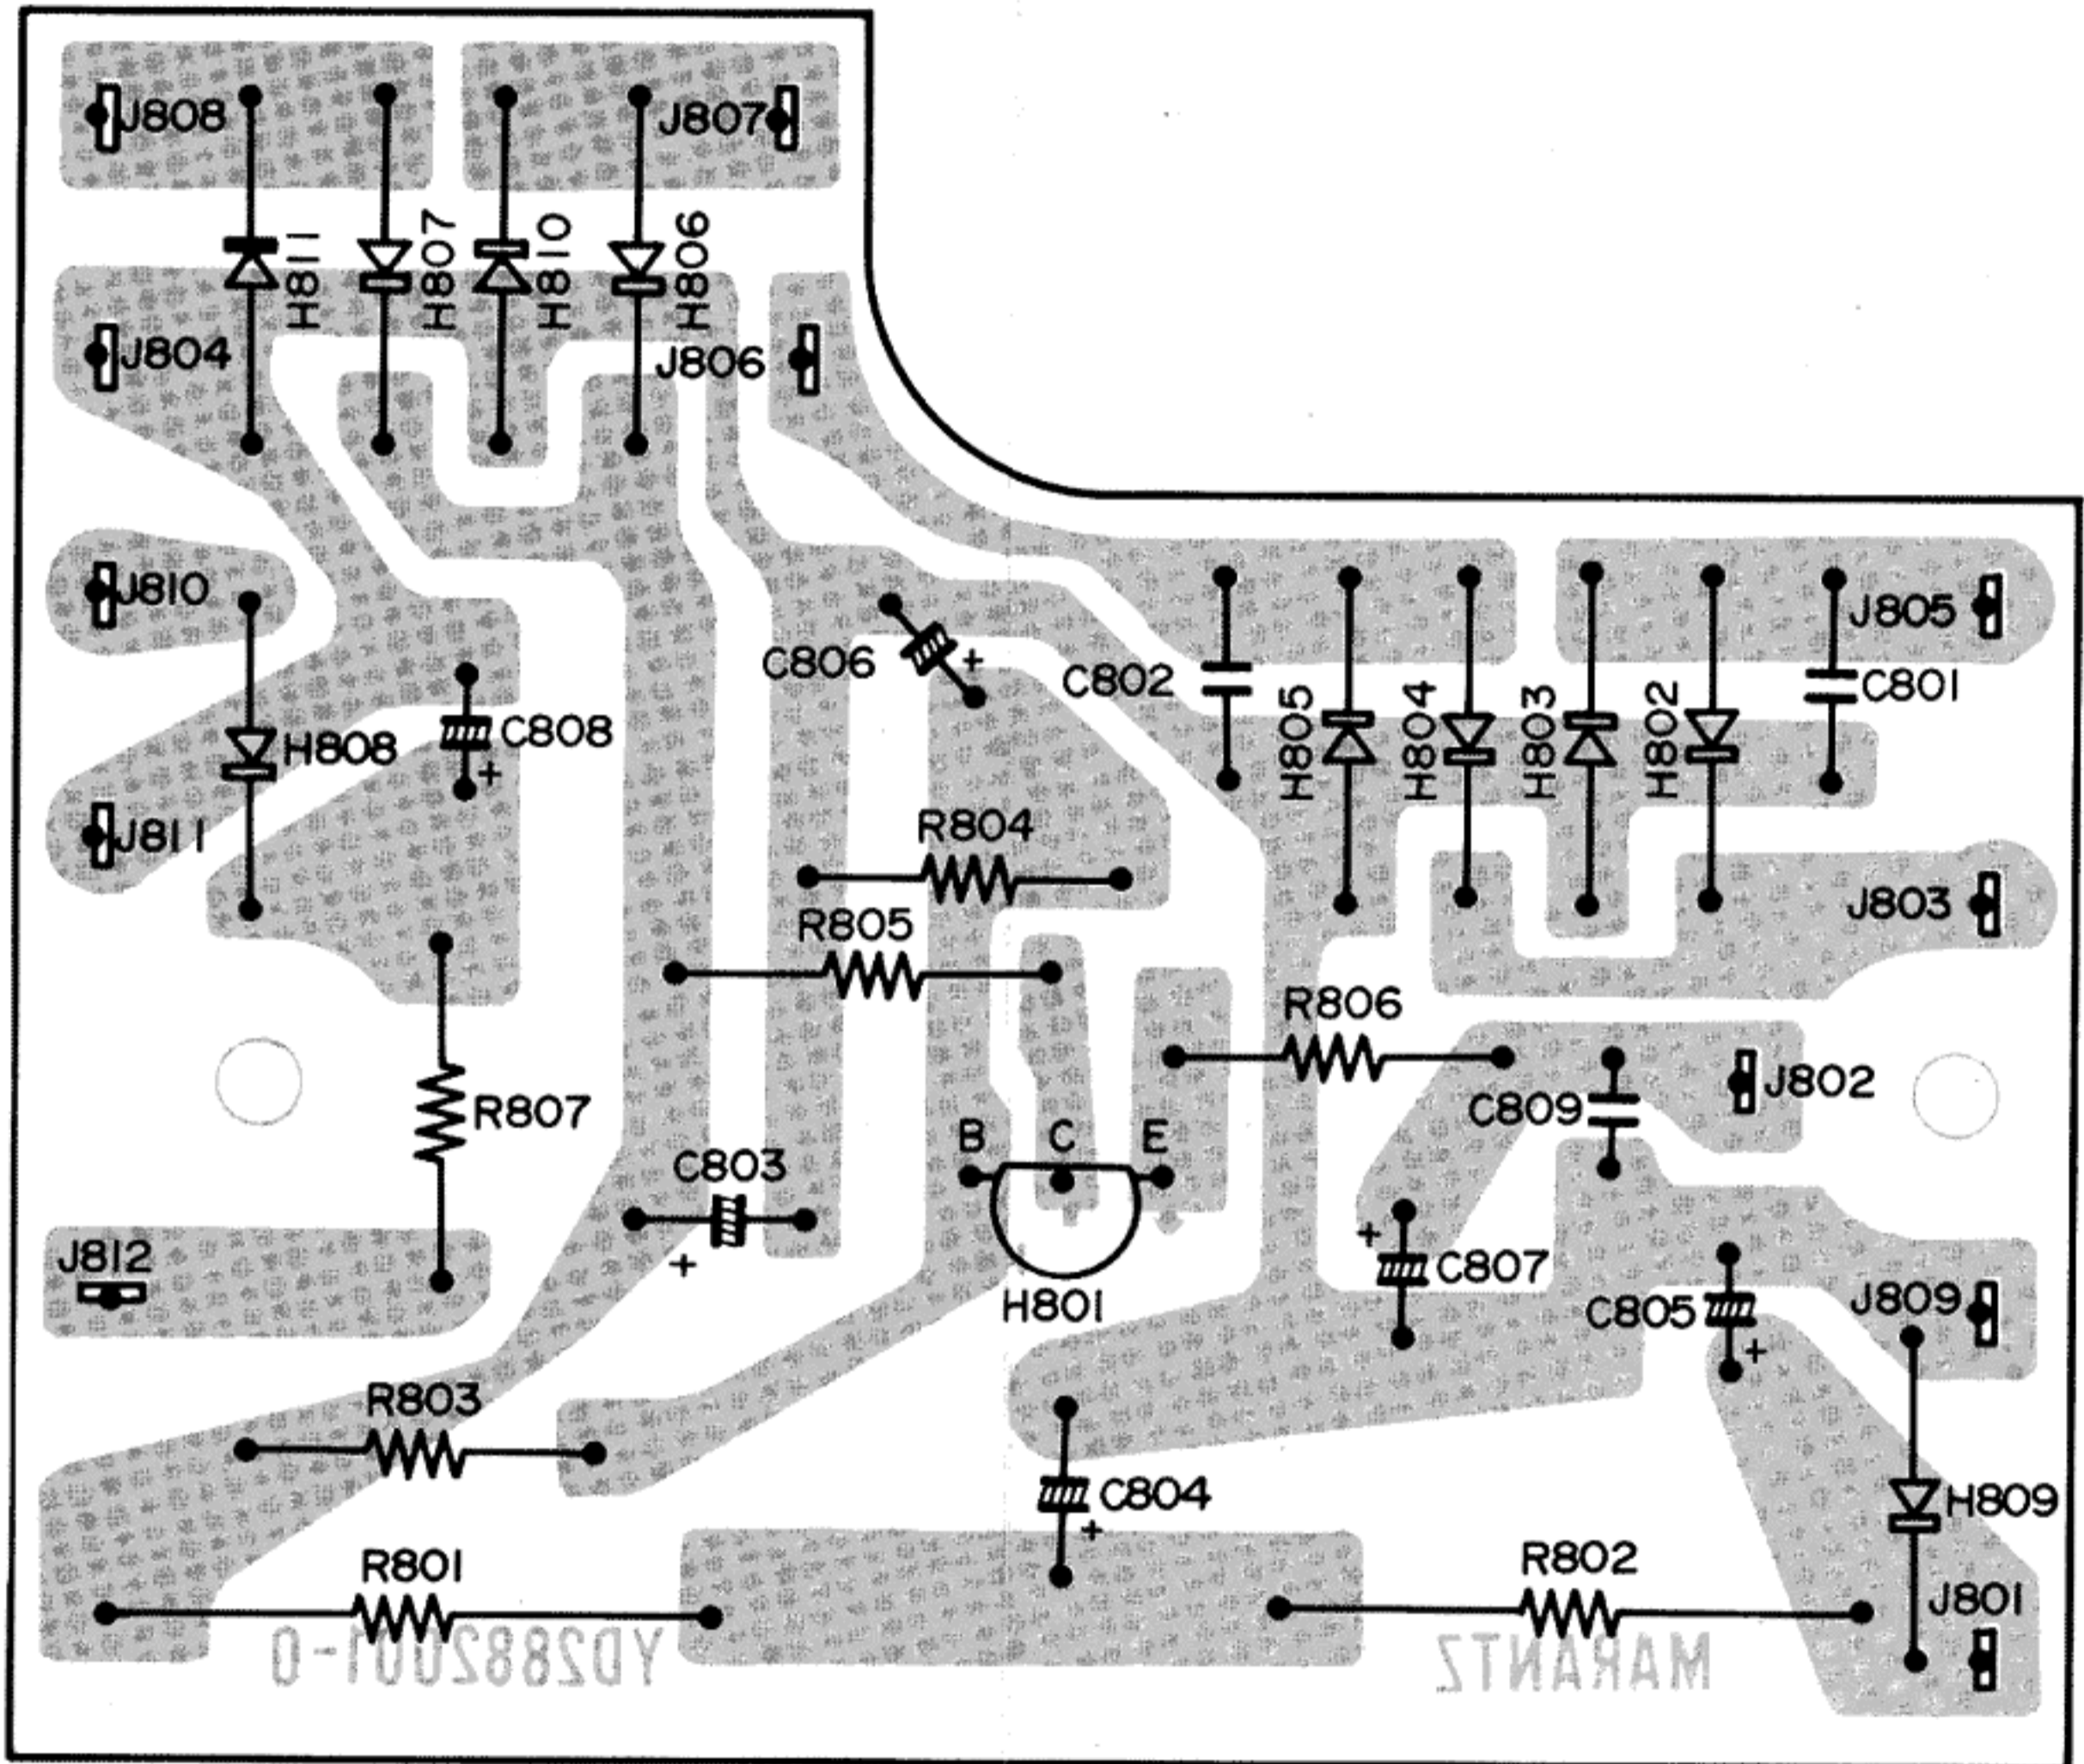 J808
J807
H811
H807
H810
H806
J804
J806
J810
J805
C806
+
C802
C801
H805
H804
H803
H802
H808
C808
+
J811
R804
J803
R805
R806
J802
C809
R807
B C E
C803
+
J812
H801
+
C807
C805
+
J809
R803
C804
+
H809
R801
R802
J801
YD2882001-0
MARANTZ